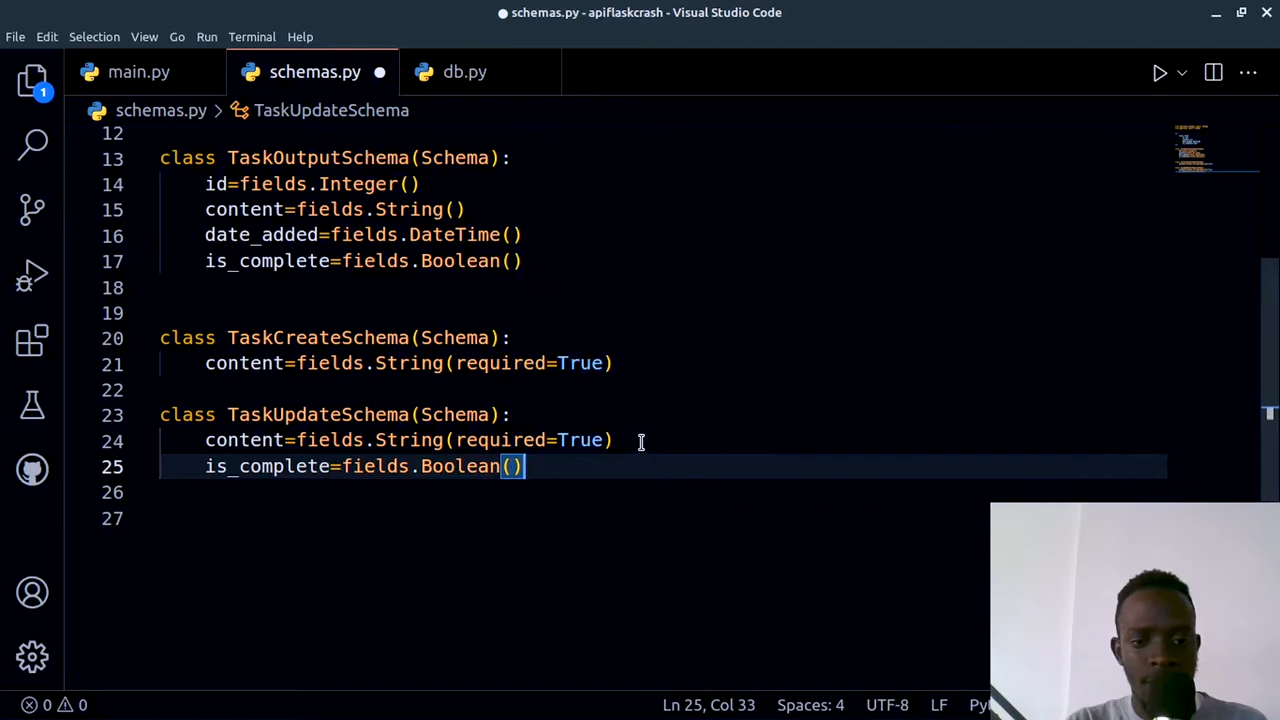 schemas.py - apiflaskcrash - Visual Studio Code
File Edit Selection View Go Run Terminal Help
main.py schemas.py db.py
schemas.py > TaskUpdateSchema
1
12
13 class TaskOutputSchema(Schema):
14 id=fields.Integer()
15 content=fields.String()
16 date_added=fields.DateTime()
17 is_complete=fields.Boolean()
18
19
20 class TaskCreateSchema(Schema):
21 content=fields.String(required=True)
22
23 class TaskUpdateSchema(Schema):
24 content=fields.String(required=True)
25 is_complete=fields.Boolean()
26
27
0 0 Ln 25, Col 33 Spaces: 4 UTF-8 LF